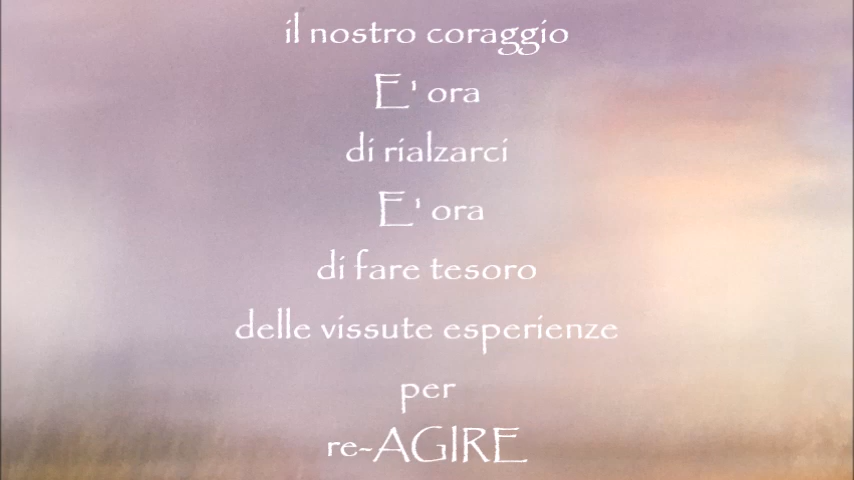 il nostro coraggio
E' ora
di rialzarci
E' ora
di fare tesoro
delle vissute esperienze
per
re-AGIRE